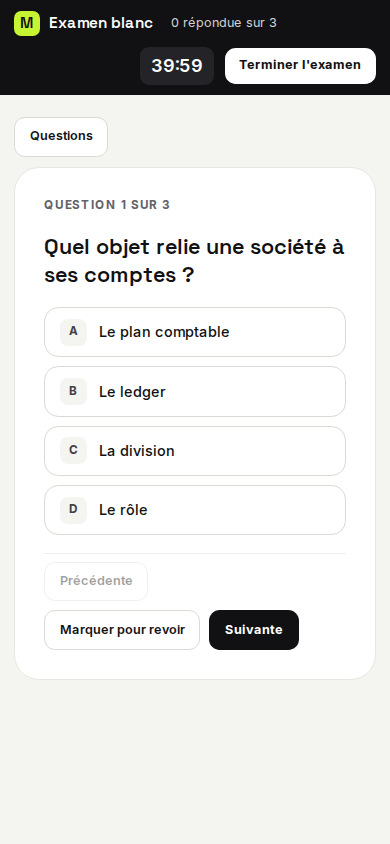 M Examen blanc 0 répondue sur 3
39:59 Terminer l'examen
Questions
QUESTION 1 SUR 3
Quel objet relie une société à
ses comptes ?
A Le plan comptable
B Le ledger
C La division
D Le rôle
Précédente
Marquer pour revoir Suivante